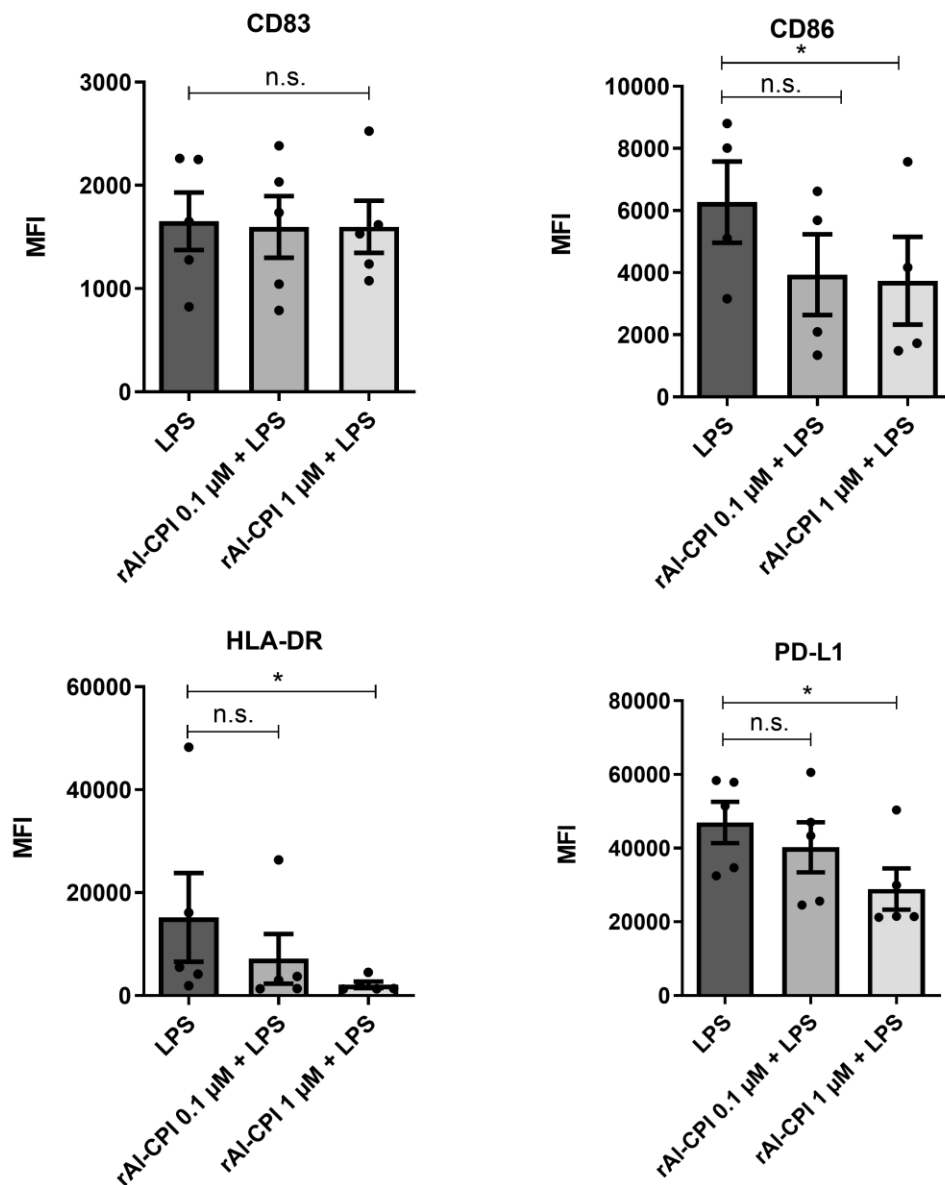 CD83
n.s.
MFI
3000
2000
1000
0
LPS
rAl-CPI 0.1 μM + LPS
rAl-CPI 1 μM + LPS
CD86
*
n.s.
MFI
10000
8000
6000
4000
2000
0
LPS
rAl-CPI 0.1 μM + LPS
rAl-CPI 1 μM + LPS
HLA-DR
*
n.s.
MFI
60000
40000
20000
0
LPS
rAl-CPI 0.1 μM + LPS
rAl-CPI 1 μM + LPS
PD-L1
*
n.s.
MFI
80000
60000
40000
20000
0
LPS
rAl-CPI 0.1 μM + LPS
rAl-CPI 1 μM + LPS